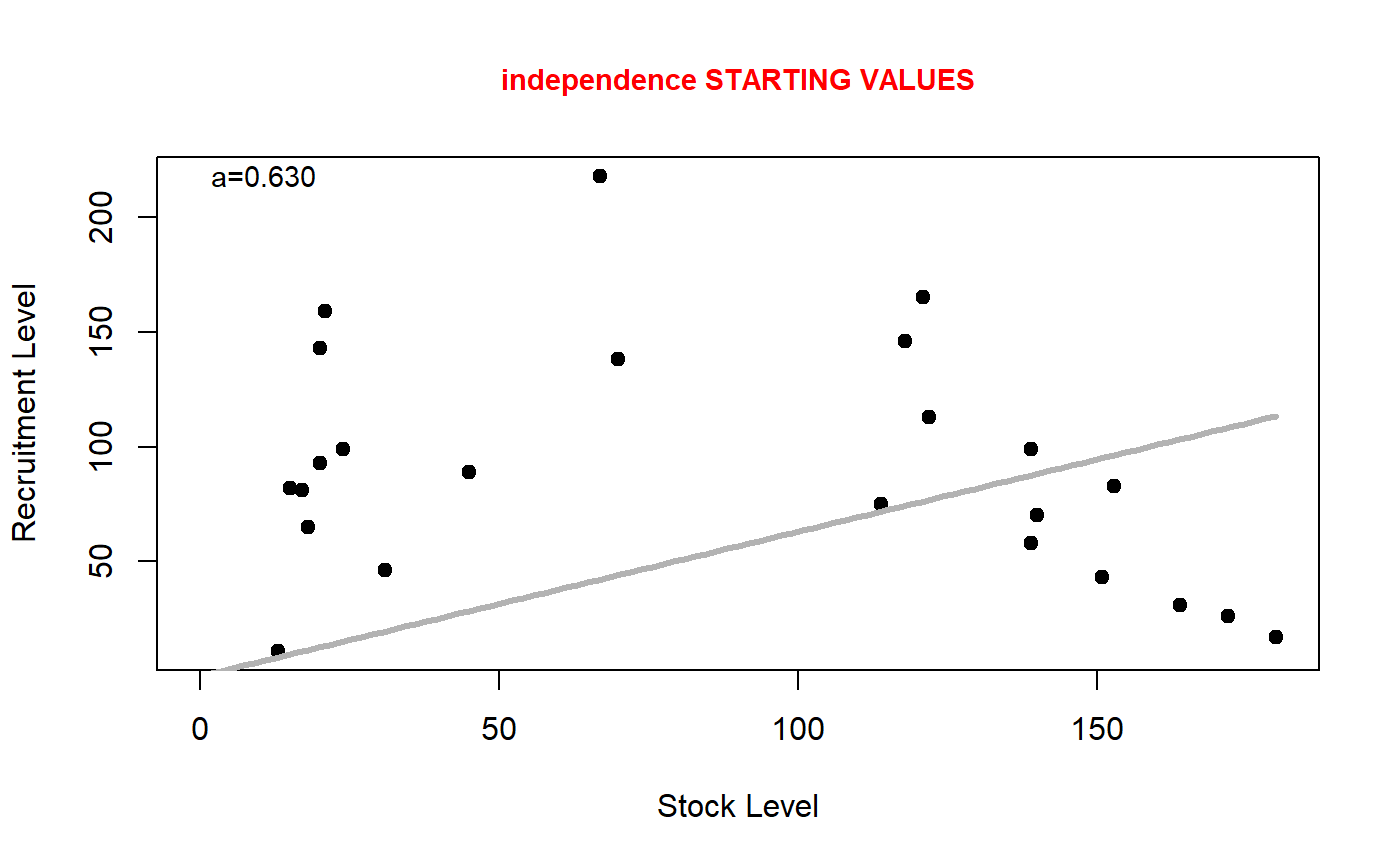 independence STARTING VALUES
a=0.630
Recruitment Level
200
150
100
50
0 50 100 150
Stock Level